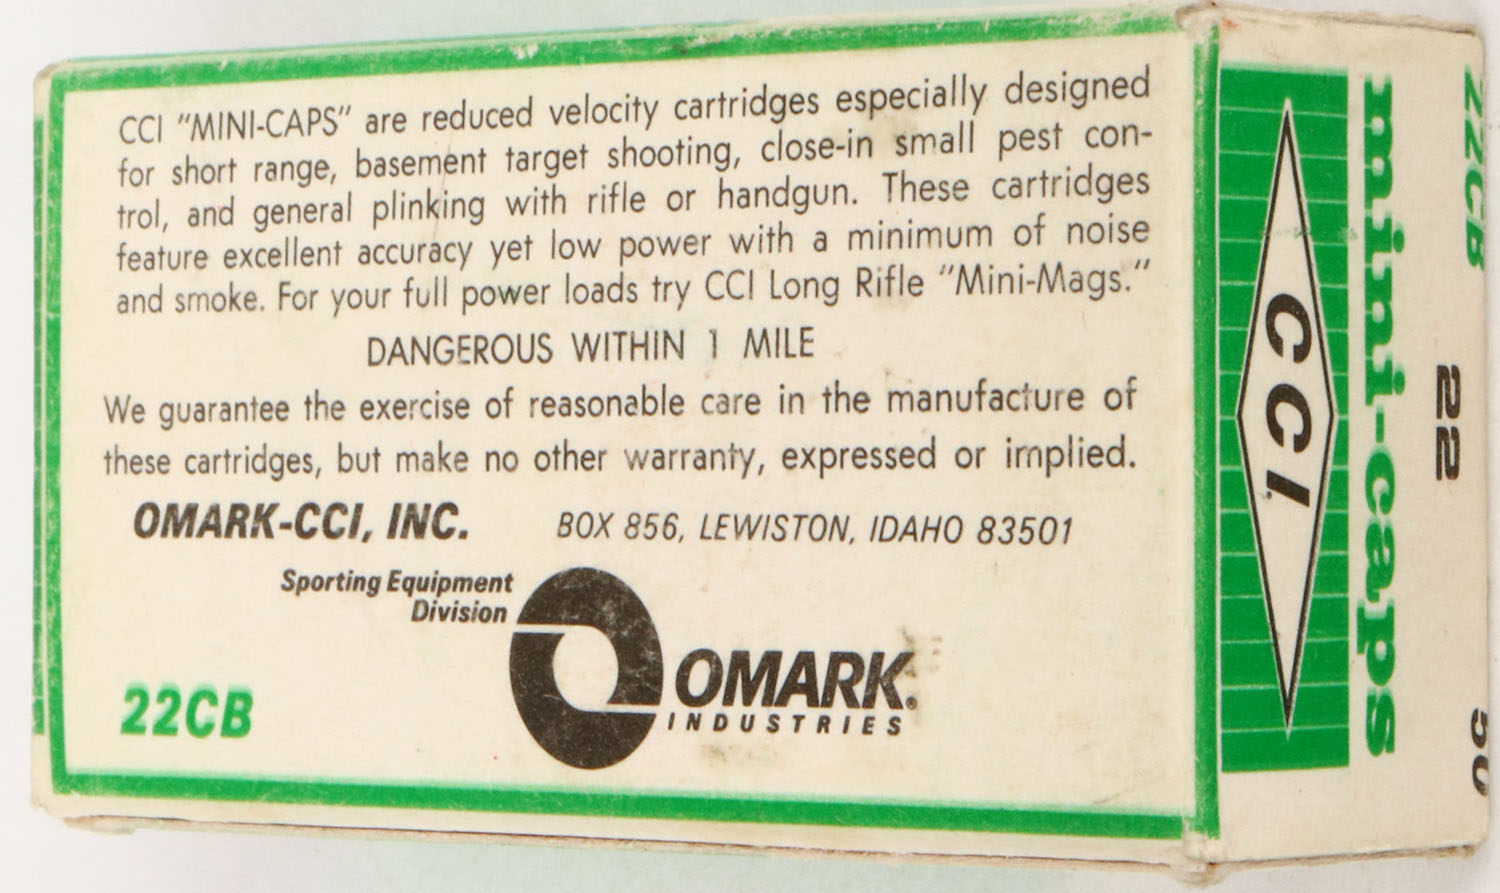 CCI "MINI-CAPS" are reduced velocity cartridges especially designed
for short range, basement target shooting, close-in small pest con-
trol, and general plinking with rifle or handgun. These cartridges
feature excellent accuracy yet low power with a minimum of noise
and smoke. For your full power loads try CCI Long Rifle "Mini-Mags."
DANGEROUS WITHIN 1 MILE
We guarantee the exercise of reasonable care in the manufacture of
these cartridges, but make no other warranty, expressed or implied.
OMARK-CCI, INC. BOX 856, LEWISTON, IDAHO 83501
Sporting Equipment
Division
OMARK®
INDUSTRIES
22CB
CCI
mini-caps
22
22CB
50